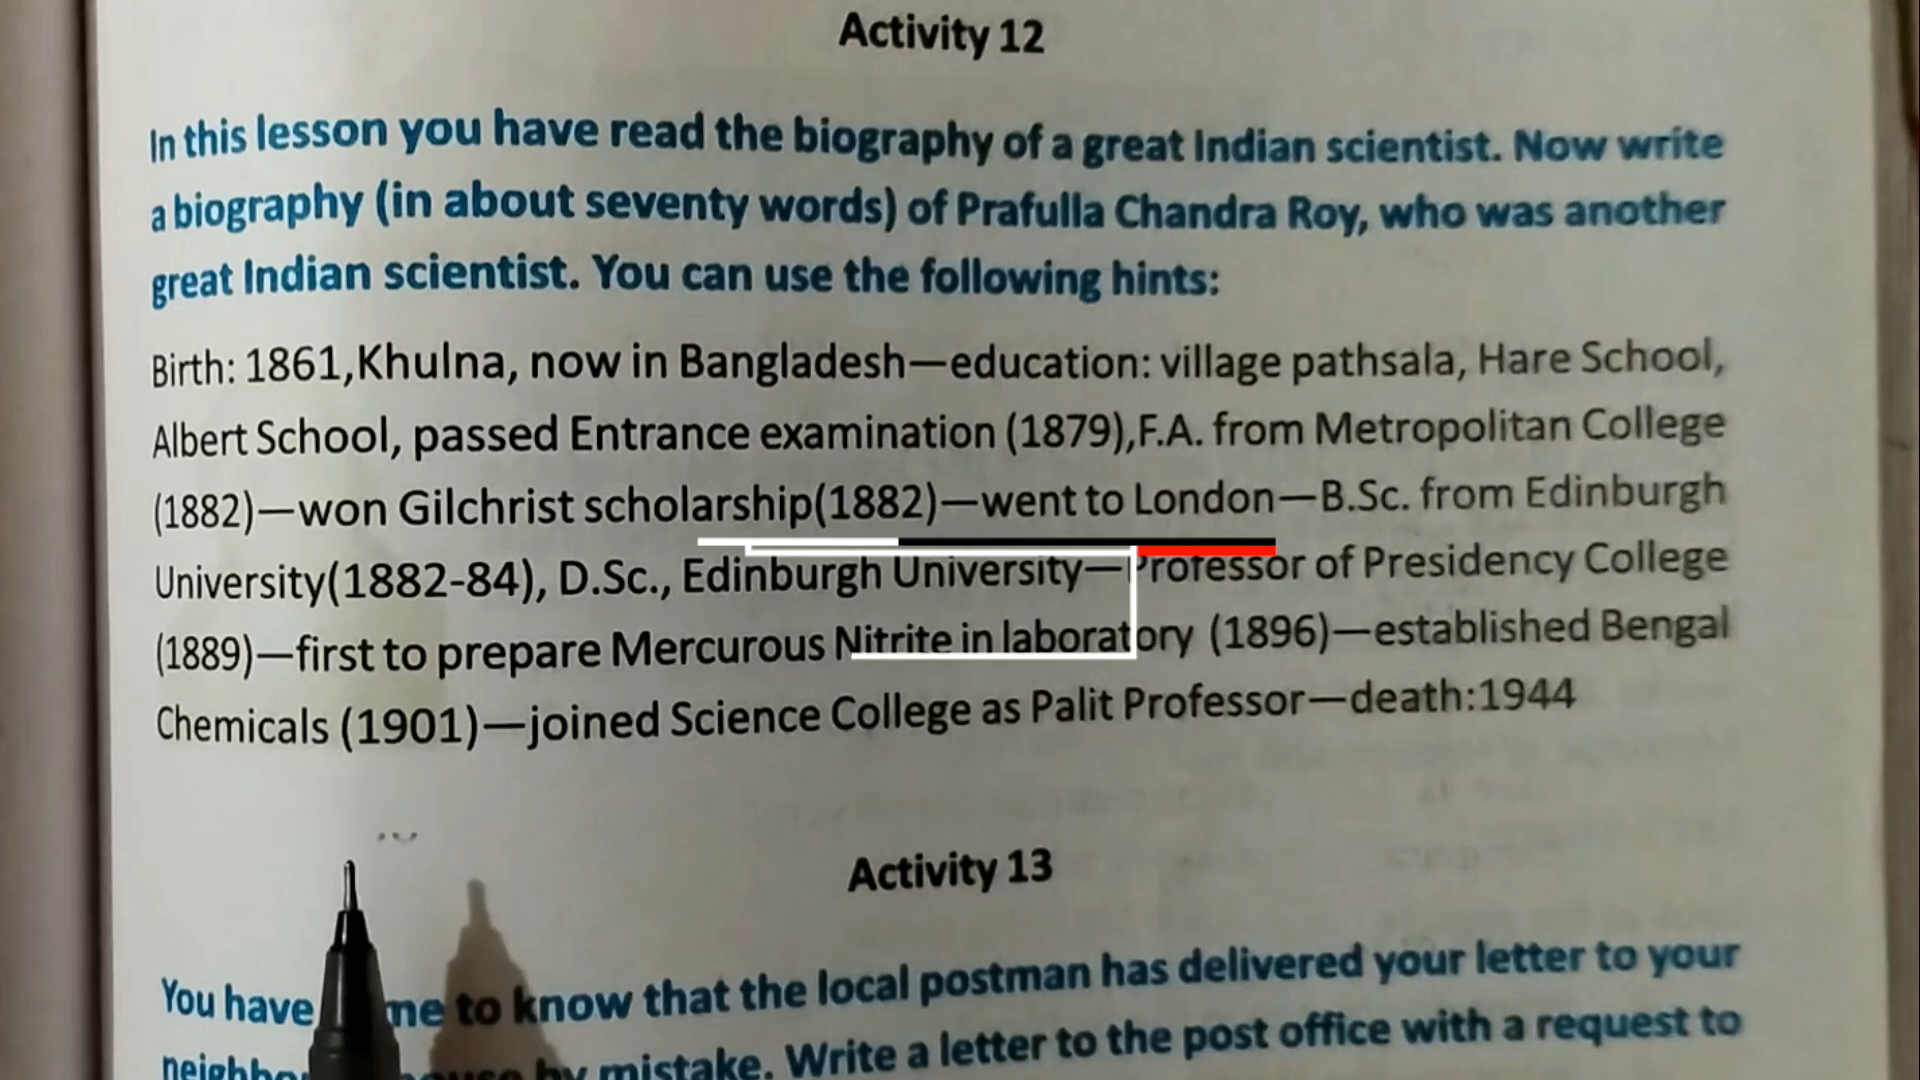 Activity 12
In this lesson you have read the biography of a great Indian scientist. Now write
a biography (in about seventy words) of Prafulla Chandra Roy, who was another
great Indian scientist. You can use the following hints:
Birth: 1861,Khulna, now in Bangladesh—education: village pathsala, Hare School,
Albert School, passed Entrance examination (1879),F.A. from Metropolitan College
(1882)—won Gilchrist scholarship(1882)—went to London—B.Sc. from Edinburgh
University(1882-84), D.Sc., Edinburgh University—Professor of Presidency College
(1889)—first to prepare Mercurous Nitrite in laboratory (1896)—established Bengal
Chemicals (1901)—joined Science College as Palit Professor—death:1944
Activity 13
You have to know that the local postman has delivered your letter to your
by mistake. Write a letter to the post office with a request to